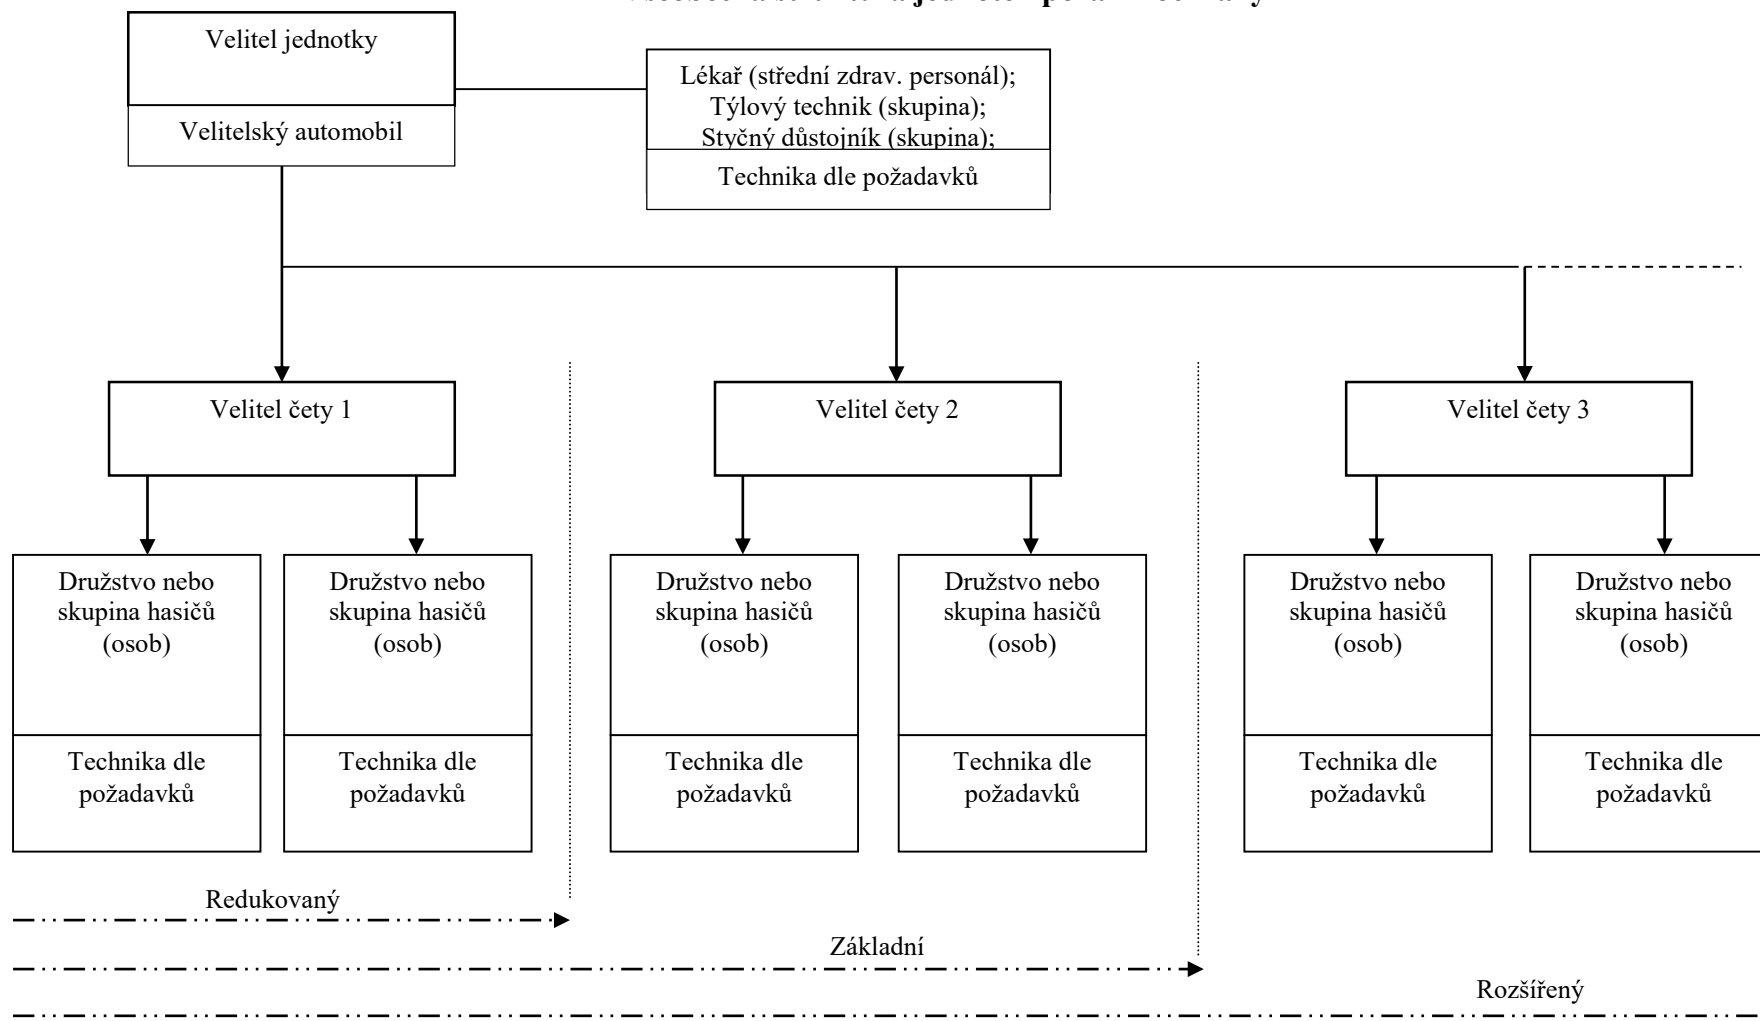 Velitel jednotky
Velitelský automobil
Lékař (střední zdrav. personál);
Týlový technik (skupina);
Styčný důstojník (skupina);
Technika dle požadavků
Velitel čety 1
Velitel čety 2
Velitel čety 3
Družstvo nebo
skupina hasičů
(osob)
Technika dle
požadavků
Družstvo nebo
skupina hasičů
(osob)
Technika dle
požadavků
Družstvo nebo
skupina hasičů
(osob)
Technika dle
požadavků
Družstvo nebo
skupina hasičů
(osob)
Technika dle
požadavků
Družstvo nebo
skupina hasičů
(osob)
Technika dle
požadavků
Družstvo nebo
skupina hasičů
(osob)
Technika dle
požadavků
Redukovaný
Základní
Rozšířený